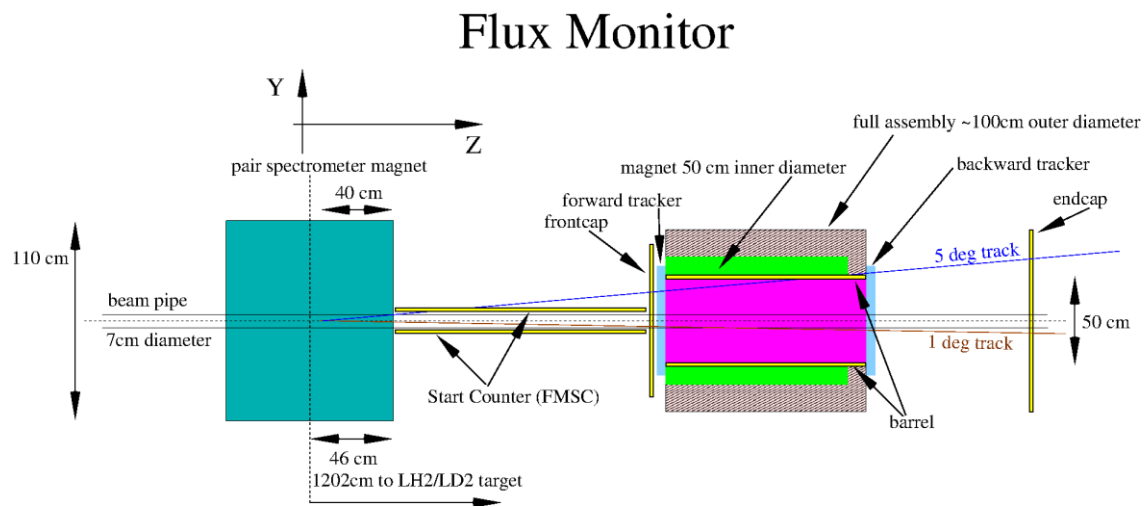 Flux Monitor
Y
Z
pair spectrometer magnet
40 cm
110 cm
beam pipe
7cm diameter
46 cm
1202cm to LH2/LD2 target
Start Counter (FMSC)
frontcap
forward tracker
magnet 50 cm inner diameter
full assembly ~100cm outer diameter
backward tracker
endcap
5 deg track
50 cm
1 deg track
barrel